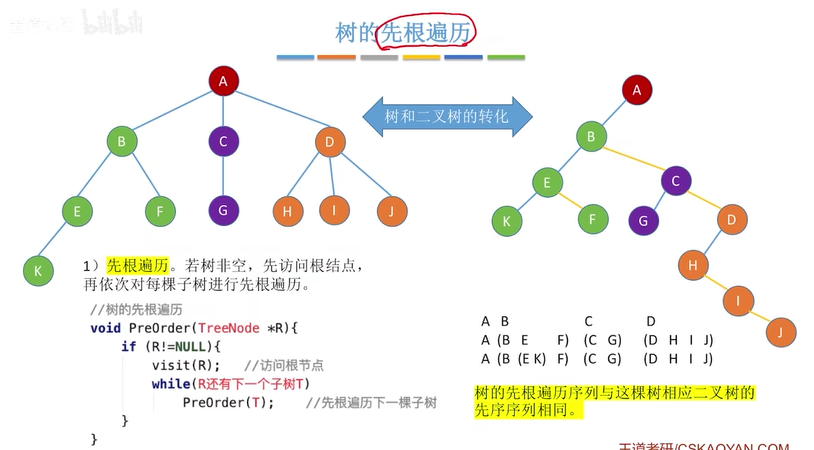 树的先根遍历
A
B
C
D
E
F
G
H
I
J
K
树和二叉树的转化
A
B
E
C
K
F
G
D
H
I
J
1）先根遍历。若树非空，先访问根结点，
再依次对每棵子树进行先根遍历。
//树的先根遍历
void PreOrder(TreeNode *R){
if (R!=NULL){
visit(R); //访问根节点
while(R还有下一个子树T)
PreOrder(T); //先根遍历下一棵子树
}
}
A B C D
A (B E F) (C G) (D H I J)
A (B (E K) F) (C G) (D H I J)
树的先根遍历序列与这棵树相应二叉树的
先序序列相同。
王道考研/CSKAOYAN.COM